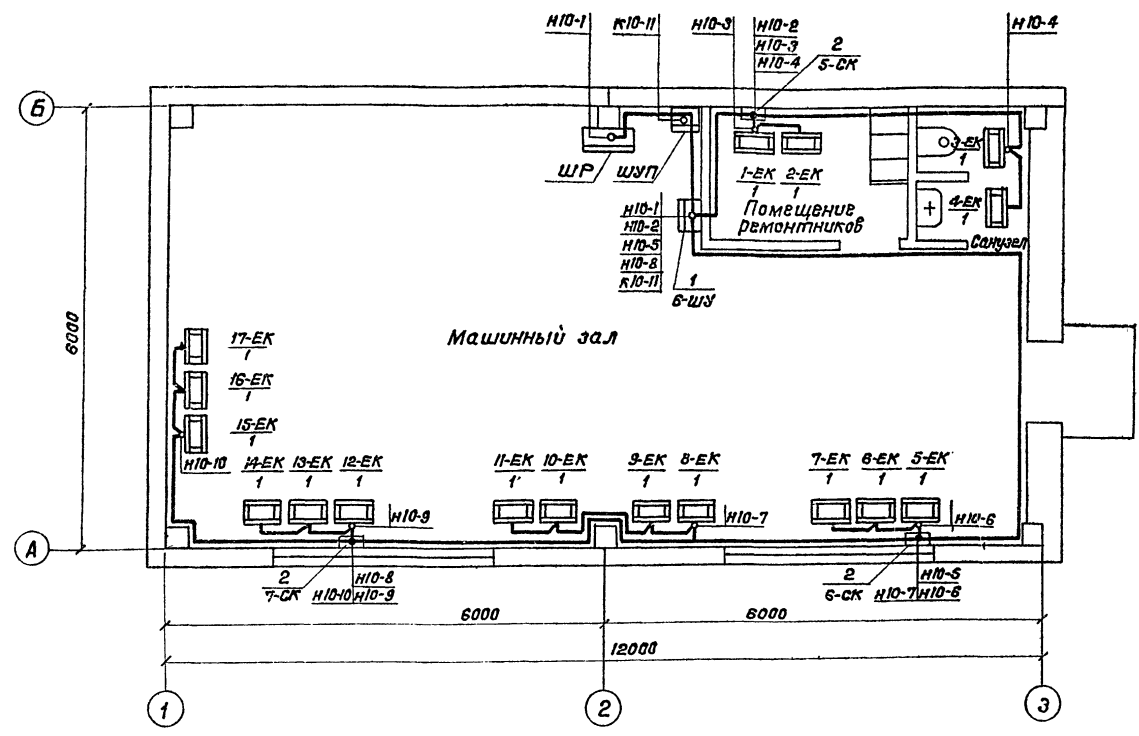 Н10-1
К10-11
Н10-3
Н10-2
Н10-3
Н10-4
2
5-СК
Н10-4
Б
ШР
ШУП
1-ЕК
1
2-ЕК
1
3-ЕК
1
4-ЕК
1
Помещение
ремонтников
Санузел
Н10-1
Н10-2
Н10-5
Н10-8
К10-11
1
6-ШУ
6000
Машинный зал
17-ЕК
1
16-ЕК
1
15-ЕК
1
Н10-10
14-ЕК
1
13-ЕК
1
12-ЕК
1
11-ЕК
1
10-ЕК
1
9-ЕК
1
8-ЕК
1
7-ЕК
1
6-ЕК
1
5-ЕК
1
Н10-9
Н10-7
Н10-6
А
2
7-СК
Н10-8
Н10-10 Н10-9
2
6-СК
Н10-5
Н10-7 Н10-6
6000
6000
12000
1
2
3